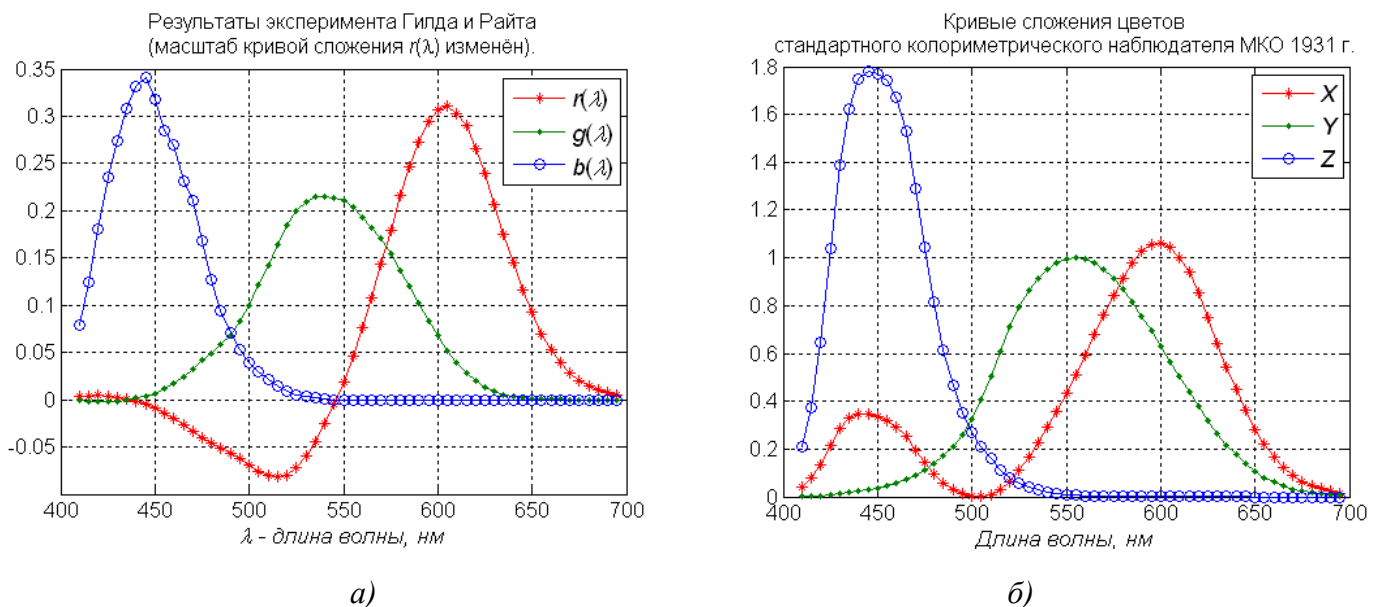 Результаты эксперимента Гилда и Райта
(масштаб кривой сложения r(λ) изменён).
0.35
0.3
0.25
0.2
0.15
0.1
0.05
0
-0.05
400 450 500 550 600 650 700
λ - длина волны, нм
r(λ)
g(λ)
b(λ)
а)
Кривые сложения цветов
стандартного колориметрического наблюдателя МКО 1931 г.
1.8
1.6
1.4
1.2
1
0.8
0.6
0.4
0.2
0
400 450 500 550 600 650 700
Длина волны, нм
X
Y
Z
б)